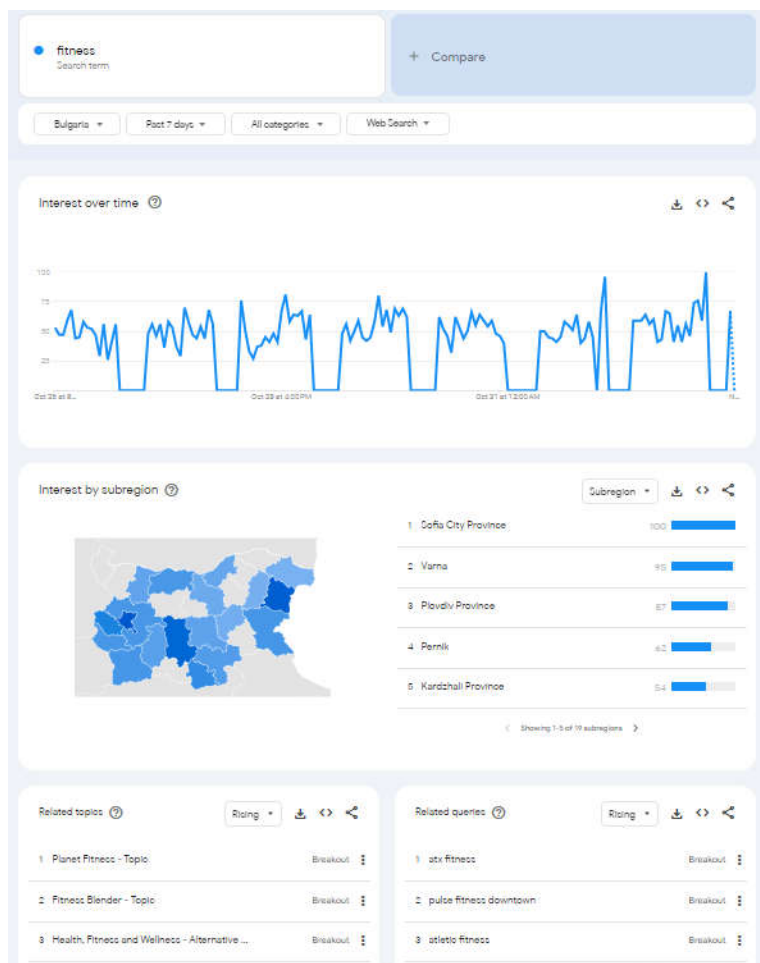 fitness
Search term
+ Compare
Bulgaria
Past 7 days
All categories
Web Search
Interest over time
100
75
50
25
Oct 28 at 4:00 PM
Oct 31 at 12:00 AM
N...
Interest by subregion
Subregion
1 Sofia City Province 100
2 Varna 95
3 Plovdiv Province 87
4 Pernik 62
5 Kardzhali Province 54
Showing 1-5 of 19 subregions
Related topics
Rising
1 Planet Fitness - Topic Breakout
2 Fitness Blender - Topic Breakout
3 Health, Fitness and Wellness - Alternative ... Breakout
Related queries
Rising
1 atx fitness Breakout
2 pulse fitness downtown Breakout
3 atletic fitness Breakout